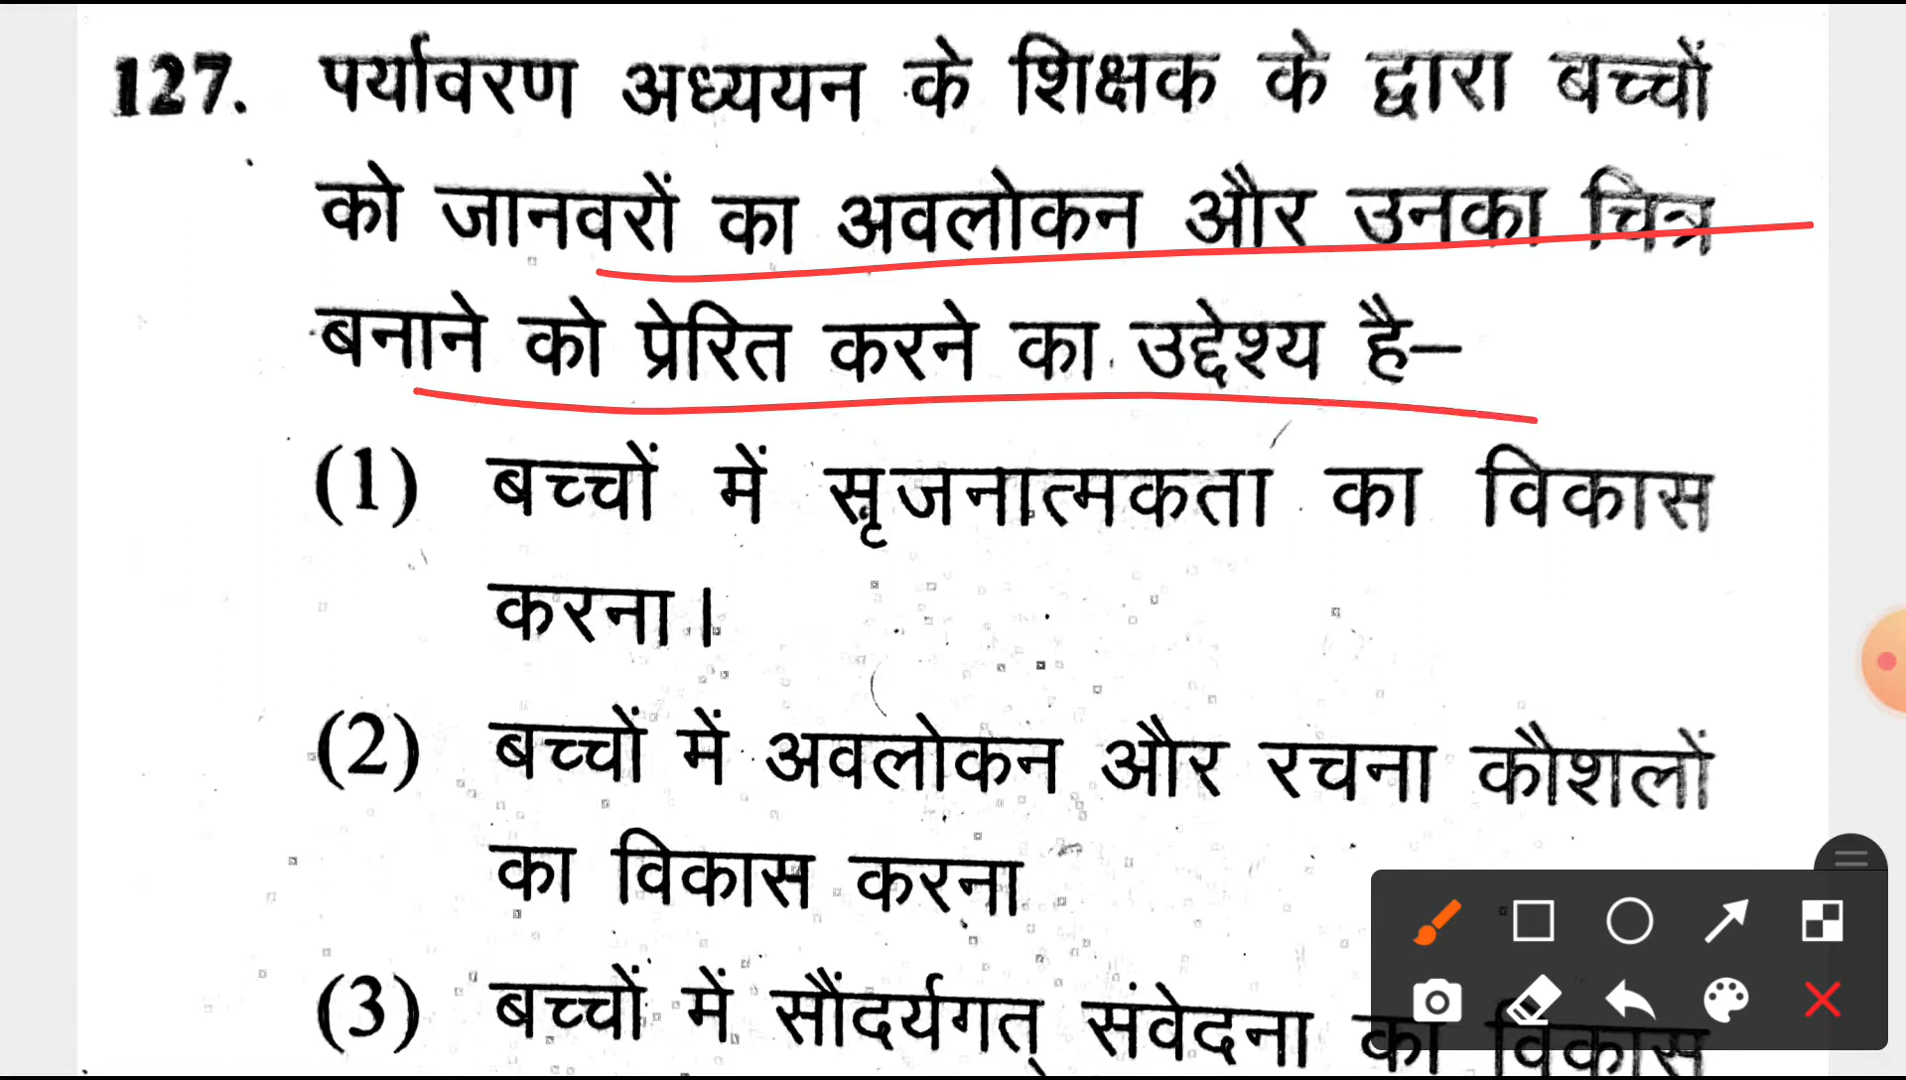 127. पर्यावरण अध्ययन के शिक्षक के द्वारा बच्चों
को जानवरों का अवलोकन और उनका चित्र
बनाने को प्रेरित करने का उद्देश्य है–
(1) बच्चों में सृजनात्मकता का विकास
करना।
(2) बच्चों में अवलोकन और रचना कौशलों
का विकास करना
(3) बच्चों में सौंदर्यगत् संवेदना का विकास